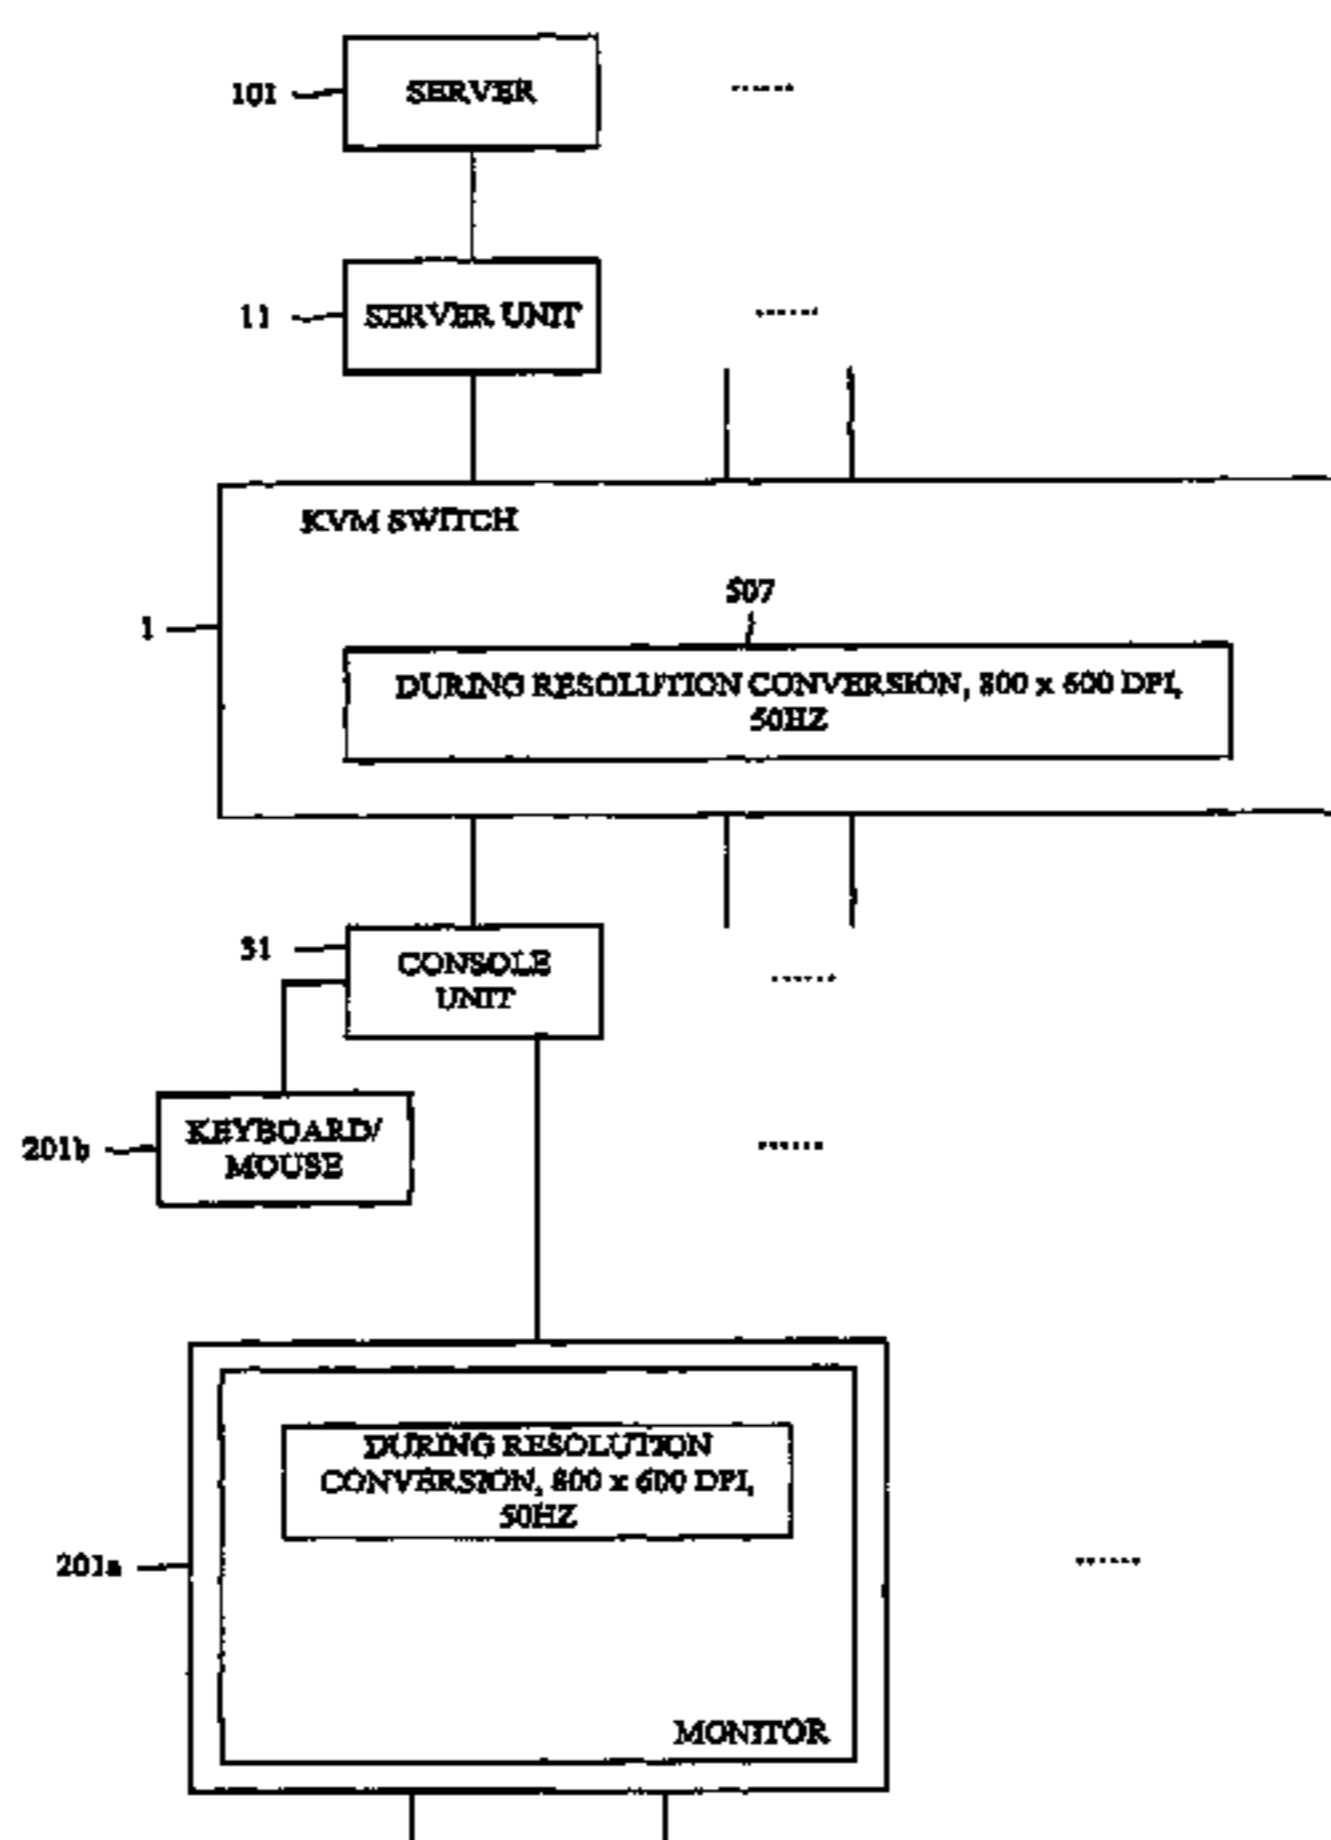 101
SERVER
......
11
SERVER UNIT
......
KVM SWITCH
1
507
DURING RESOLUTION CONVERSION, 800 x 600 DPI,
50HZ
31
CONSOLE
UNIT
......
201b
KEYBOARD/
MOUSE
......
DURING RESOLUTION
CONVERSION, 800 x 600 DPI,
50HZ
201a
......
MONITOR